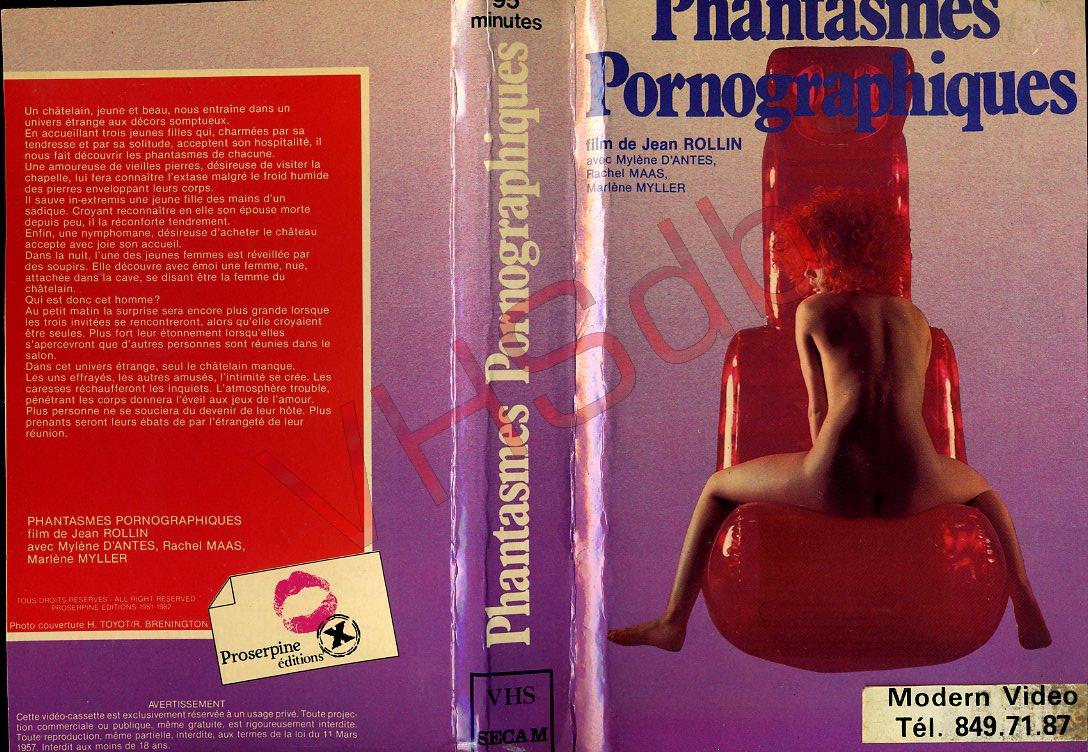 Un châtelain, jeune et beau, nous entraîne dans un
univers étrange aux décors somptueux.
En accueillant trois jeunes filles qui, charmées par sa
tendresse et par sa solitude, acceptent son hospitalité, il
nous fait découvrir les phantasmes de chacune.
Une amoureuse de vieilles pierres, désireuse de visiter la
chapelle, lui fera connaître l'extase malgré le froid humide
des pierres enveloppant leurs corps.
Il sauve in-extremis une jeune fille des mains d'un
sadique. Croyant reconnaître en elle son épouse morte
depuis peu, il la réconforte tendrement.
Enfin, une nymphomane, désireuse d'acheter le château
accepte avec joie son accueil.
Dans la nuit, l'une des jeunes femmes est réveillée par
des soupirs. Elle découvre avec émoi une femme, nue,
attachée dans la cave, se disant être la femme du
châtelain.
Qui est donc cet homme?
Au petit matin la surprise sera encore plus grande lorsque
les trois invitées se rencontreront, alors qu'elle croyaient
être seules. Plus fort leur étonnement lorsqu'elles
s'apercevront que d'autres personnes sont réunies dans le
salon.
Dans cet univers étrange, seul le châtelain manque.
Les uns effrayés, les autres amusés, l'intimité se crée. Les
caresses réchaufferont les inquiets. L'atmosphère trouble,
pénétrant les corps donnera l'éveil aux jeux de l'amour.
Plus personne ne se souciera du devenir de leur hôte. Plus
prenants seront leurs ébats de par l'étrangeté de leur
réunion.
PHANTASMES PORNOGRAPHIQUES
film de Jean ROLLIN
avec Mylène D'ANTES, Rachel MAAS,
Marlène MYLLER
TOUS DROITS RÉSERVÉS - ALL RIGHT RESERVED
PROSERPINE EDITIONS 1981-1982
Photo couverture H. TOYOT/R. BRENINGTON
Proserpine
éditions
X
AVERTISSEMENT
Cette vidéo-cassette est exclusivement réservée à un usage privé. Toute projec-
tion commerciale ou publique, même gratuite, est rigoureusement interdite.
Toute reproduction, même partielle, interdite, aux termes de la loi du 11 Mars
1957. Interdit aux moins de 18 ans.
95
minutes
Phantasmes Pornographiques
VHS
SECAM
Phantasmes
Pornographiques
film de Jean ROLLIN
avec Mylène D'ANTES,
Rachel MAAS,
Marlène MYLLER
Modern Video
Tél. 849.71.87
VHSdb